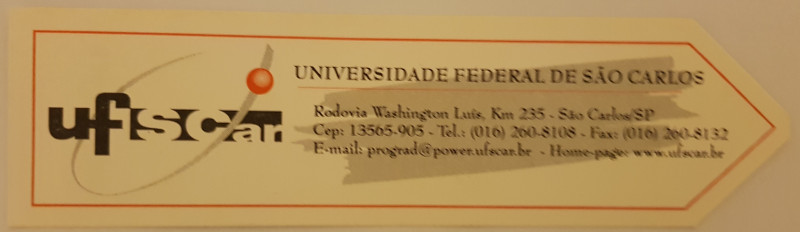 ufscar
UNIVERSIDADE FEDERAL DE SÃO CARLOS
Rodovia Washington Luís, Km 235 - São Carlos/SP
Cep: 13565-905 - Tel.: (016) 260-8108 - Fax: (016) 260-8132
E-mail: prograd@power.ufscar.br - Home-page: www.ufscar.br